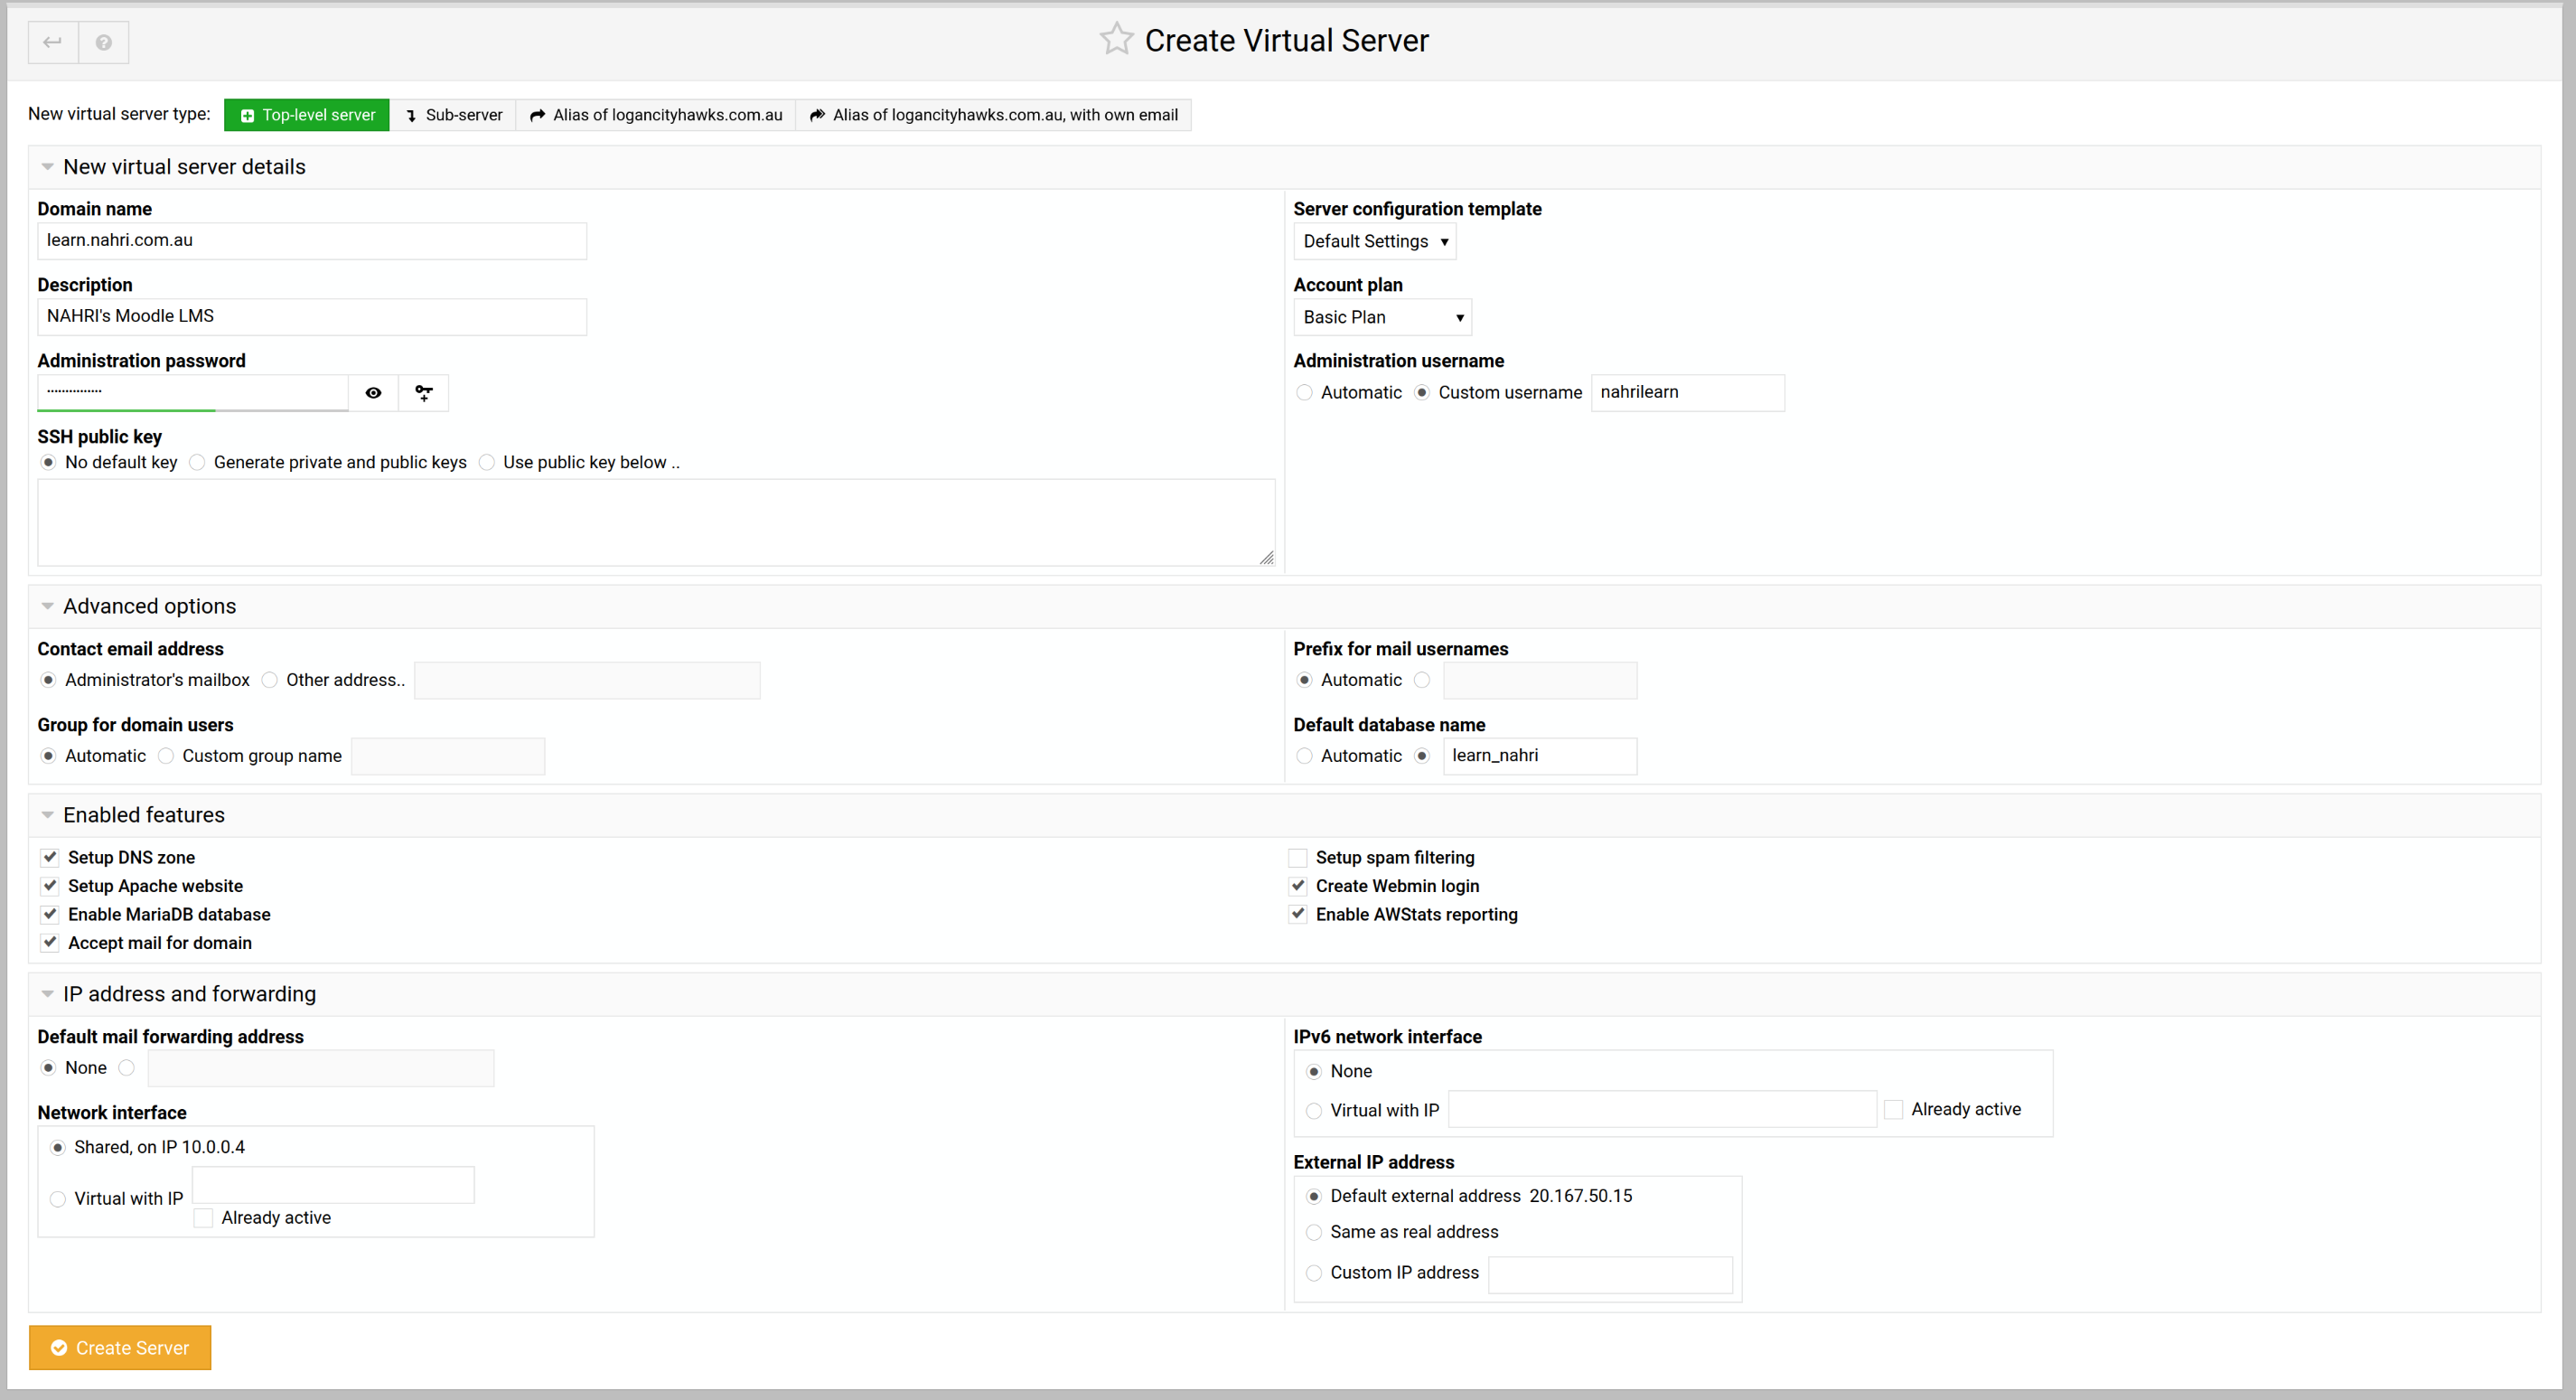 Create Virtual Server
New virtual server type: Top-level server Sub-server Alias of logancityhawks.com.au Alias of logancityhawks.com.au, with own email
New virtual server details
Domain name
learn.nahri.com.au
Description
NAHRI's Moodle LMS
Administration password
SSH public key
No default key Generate private and public keys Use public key below ..
Server configuration template
Default Settings
Account plan
Basic Plan
Administration username
Automatic Custom username nahrilearn
Advanced options
Contact email address
Administrator's mailbox Other address..
Group for domain users
Automatic Custom group name
Prefix for mail usernames
Automatic
Default database name
Automatic learn_nahri
Enabled features
Setup DNS zone
Setup Apache website
Enable MariaDB database
Accept mail for domain
Setup spam filtering
Create Webmin login
Enable AWStats reporting
IP address and forwarding
Default mail forwarding address
None
Network interface
Shared, on IP 10.0.0.4
Virtual with IP
Already active
IPv6 network interface
None
Virtual with IP Already active
External IP address
Default external address 20.167.50.15
Same as real address
Custom IP address
Create Server